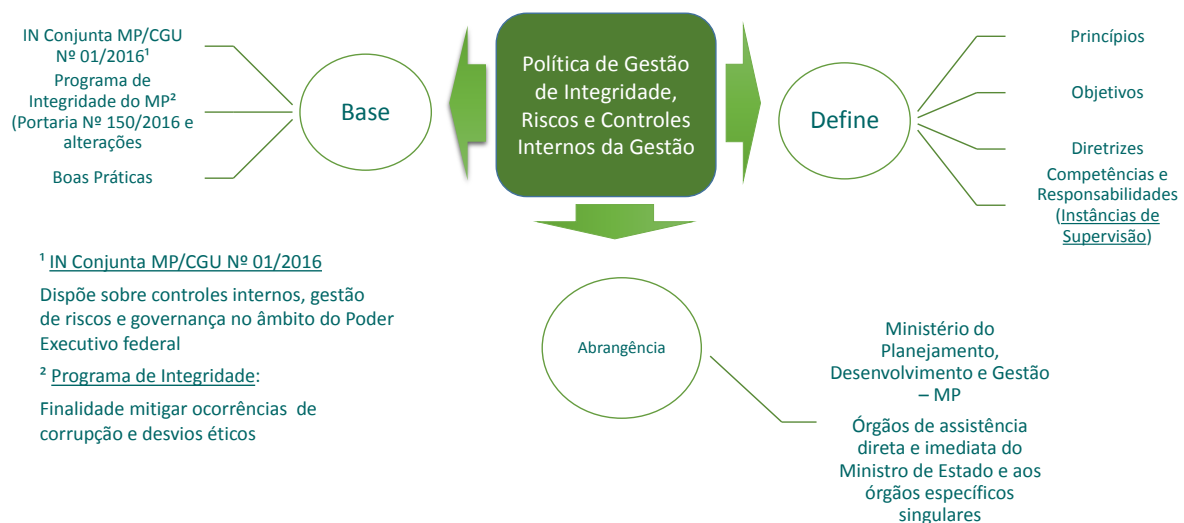 IN Conjunta MP/CGU
Nº 01/2016¹
Programa de
Integridade do MP²
(Portaria Nº 150/2016 e
alterações
Boas Práticas
Base
Política de Gestão
de Integridade,
Riscos e Controles
Internos da Gestão
Define
Princípios
Objetivos
Diretrizes
Competências e
Responsabilidades
(Instâncias de
Supervisão)
¹ IN Conjunta MP/CGU Nº 01/2016
Dispõe sobre controles internos, gestão
de riscos e governança no âmbito do Poder
Executivo federal
² Programa de Integridade:
Finalidade mitigar ocorrências de
corrupção e desvios éticos
Abrangência
Ministério do
Planejamento,
Desenvolvimento e Gestão
– MP
Órgãos de assistência
direta e imediata do
Ministro de Estado e aos
órgãos específicos
singulares